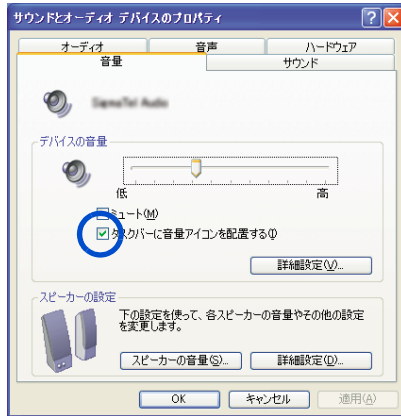 サウンドとオーディオ デバイスのプロパティ
オーディオ 音声 ハードウェア
音量 サウンド
デバイスの音量
低 高
ミュート(M)
タスクバーに音量アイコンを配置する(I)
詳細設定(V)...
スピーカーの設定
下の設定を使って、各スピーカーの音量やその他の設定
を変更します。
スピーカーの音量(S)... 詳細設定(D)...
OK キャンセル 適用(A)